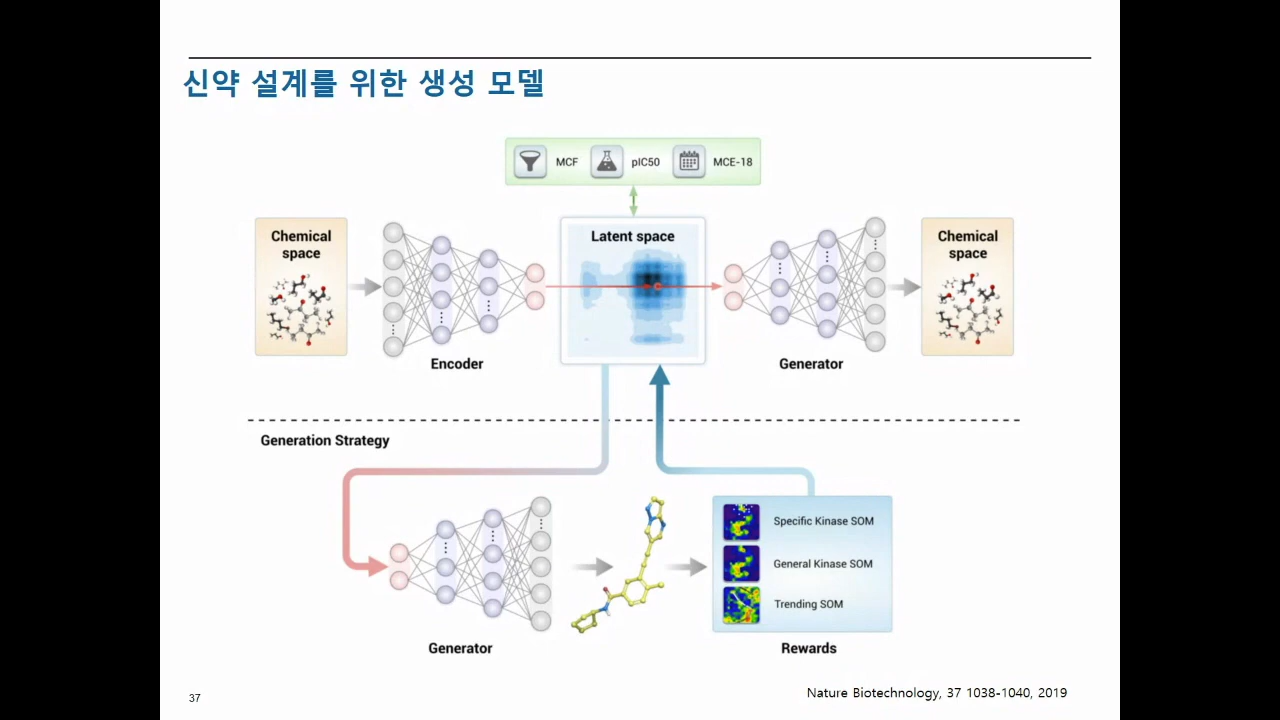 신약 설계를 위한 생성 모델
MCF
pIC50
MCE-18
Chemical
space
Latent space
Chemical
space
Encoder
Generator
Generation Strategy
Specific Kinase SOM
General Kinase SOM
Trending SOM
Generator
Rewards
37
Nature Biotechnology, 37 1038-1040, 2019